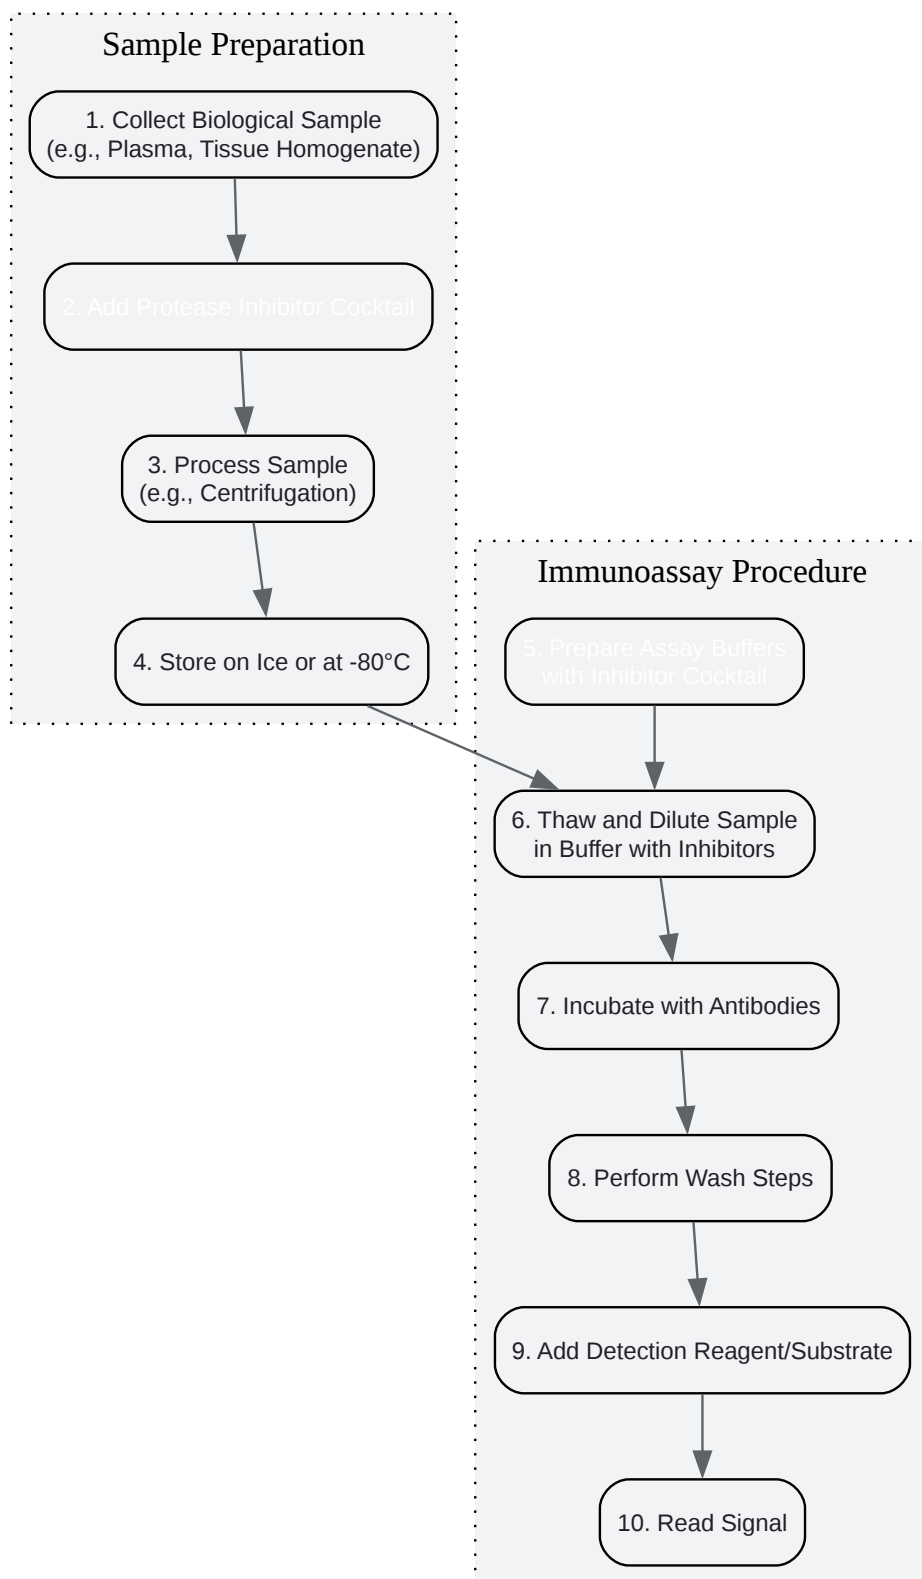 Sample Preparation
1. Collect Biological Sample
(e.g., Plasma, Tissue Homogenate)
2. Add Protease Inhibitor Cocktail
3. Process Sample
(e.g., Centrifugation)
4. Store on Ice or at -80°C
Immunoassay Procedure
5. Prepare Assay Buffers
with Inhibitor Cocktail
6. Thaw and Dilute Sample
in Buffer with Inhibitors
7. Incubate with Antibodies
8. Perform Wash Steps
9. Add Detection Reagent/Substrate
10. Read Signal